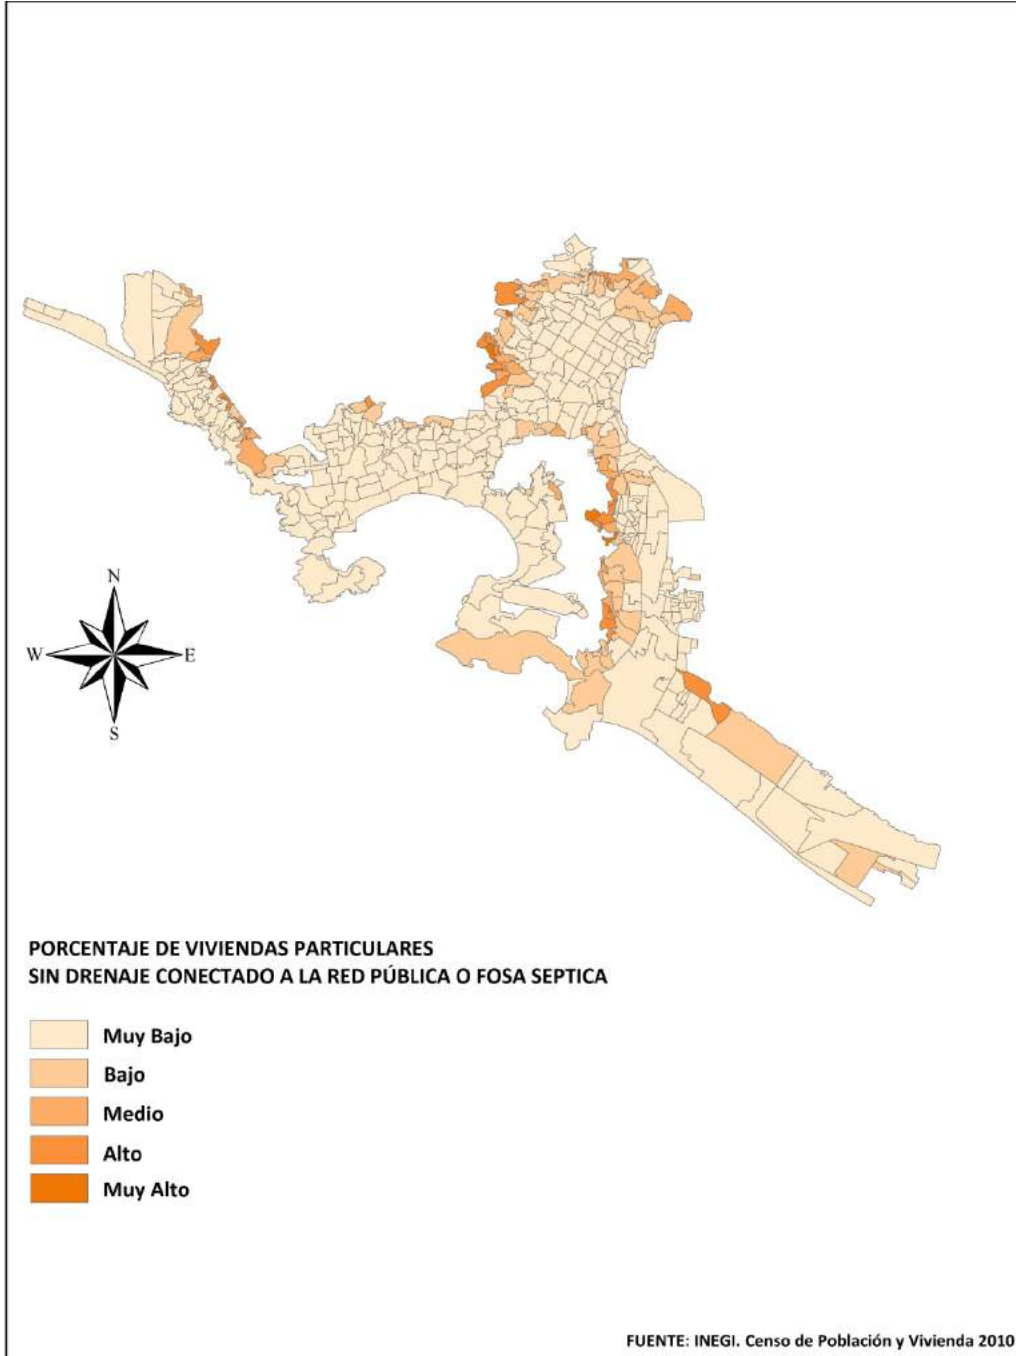 N
W E
S
PORCENTAJE DE VIVIENDAS PARTICULARES
SIN DRENAJE CONECTADO A LA RED PÚBLICA O FOSA SEPTICA
Muy Bajo
Bajo
Medio
Alto
Muy Alto
FUENTE: INEGI. Censo de Población y Vivienda 2010